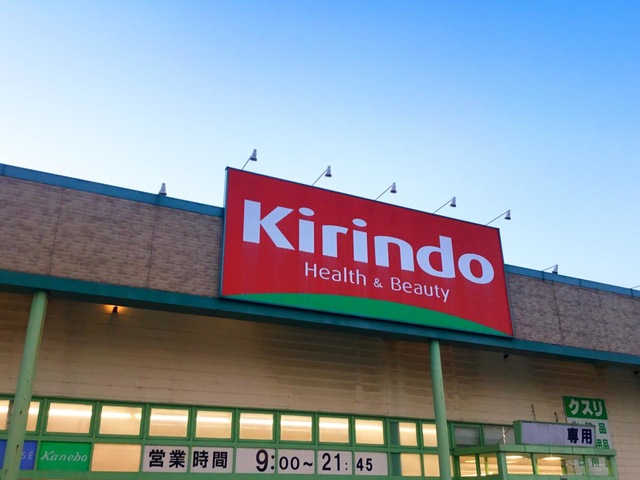 Kirindo
Health & Beauty
クスリ
専用
Kanebo
営業時間 9:00~21:45